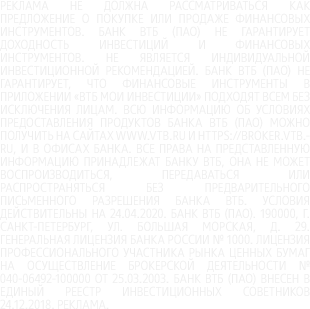 РЕКЛАМА НЕ ДОЛЖНА РАССМАТРИВАТЬСЯ КАК
ПРЕДЛОЖЕНИЕ О ПОКУПКЕ ИЛИ ПРОДАЖЕ ФИНАНСОВЫХ
ИНСТРУМЕНТОВ. БАНК ВТБ (ПАО) НЕ ГАРАНТИРУЕТ
ДОХОДНОСТЬ ИНВЕСТИЦИЙ И ФИНАНСОВЫХ
ИНСТРУМЕНТОВ. НЕ ЯВЛЯЕТСЯ ИНДИВИДУАЛЬНОЙ
ИНВЕСТИЦИОННОЙ РЕКОМЕНДАЦИЕЙ. БАНК ВТБ (ПАО) НЕ
ГАРАНТИРУЕТ, ЧТО ФИНАНСОВЫЕ ИНСТРУМЕНТЫ В
ПРИЛОЖЕНИИ «ВТБ МОИ ИНВЕСТИЦИИ» ПОДХОДЯТ ВСЕМ БЕЗ
ИСКЛЮЧЕНИЯ ЛИЦАМ. ВСЮ ИНФОРМАЦИЮ ОБ УСЛОВИЯХ
ПРЕДОСТАВЛЕНИЯ ПРОДУКТОВ БАНКА ВТБ (ПАО) МОЖНО
ПОЛУЧИТЬ НА САЙТАХ WWW.VTB.RU И HTTPS://BROKER.VTB.-
RU, И В ОФИСАХ БАНКА. ВСЕ ПРАВА НА ПРЕДСТАВЛЕННУЮ
ИНФОРМАЦИЮ ПРИНАДЛЕЖАТ БАНКУ ВТБ. ОНА НЕ МОЖЕТ
ВОСПРОИЗВОДИТЬСЯ, ПЕРЕДАВАТЬСЯ ИЛИ
РАСПРОСТРАНЯТЬСЯ БЕЗ ПРЕДВАРИТЕЛЬНОГО
ПИСЬМЕННОГО РАЗРЕШЕНИЯ БАНКА ВТБ. УСЛОВИЯ
ДЕЙСТВИТЕЛЬНЫ НА 24.04.2020. БАНК ВТБ (ПАО), 190000, Г.
САНКТ-ПЕТЕРБУРГ, УЛ. БОЛЬШАЯ МОРСКАЯ, Д. 29.
ГЕНЕРАЛЬНАЯ ЛИЦЕНЗИЯ БАНКА РОССИИ № 1000. ЛИЦЕНЗИЯ
ПРОФЕССИОНАЛЬНОГО УЧАСТНИКА РЫНКА ЦЕННЫХ БУМАГ
НА ОСУЩЕСТВЛЕНИЕ БРОКЕРСКОЙ ДЕЯТЕЛЬНОСТИ №
040-06492-100000 ОТ 25.03.2003. БАНК ВТБ (ПАО) ВНЕСЕН В
ЕДИНЫЙ РЕЕСТР ИНВЕСТИЦИОННЫХ СОВЕТНИКОВ
24.12.2018. РЕКЛАМА.